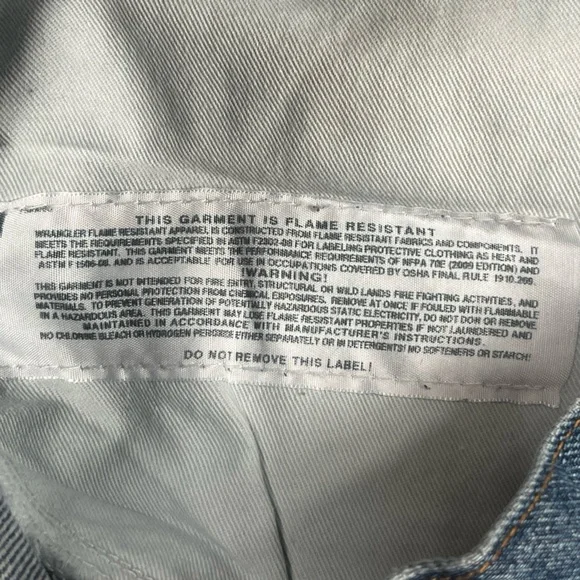 THIS GARMENT IS FLAME RESISTANT
WRANGLER FLAME RESISTANT APPAREL IS CONSTRUCTED FROM FLAME RESISTANT FABRICS AND COMPONENTS. IT
MEETS THE REQUIREMENTS SPECIFIED IN ASTM F2302-08 FOR LABELING PROTECTIVE CLOTHING AS HEAT AND
FLAME RESISTANT. THIS GARMENT MEETS THE PERFORMANCE REQUIREMENTS OF NFPA 70E (2009 EDITION) AND
ASTM F 1506-08. AND IS ACCEPTABLE FOR USE IN OCCUPATIONS COVERED BY OSHA FINAL RULE 1910.269
!WARNING!
THIS GARMENT IS NOT INTENDED FOR FIRE ENTRY, STRUCTURAL OR WILD LANDS FIRE FIGHTING ACTIVITIES, AND
PROVIDES NO PERSONAL PROTECTION FROM CHEMICAL EXPOSURES. REMOVE AT ONCE IF FOULED WITH FLAMMABLE
MATERIALS. TO PREVENT GENERATION OF POTENTIALLY HAZARDOUS STATIC ELECTRICITY, DO NOT DON OR REMOVE
IN A HAZARDOUS AREA. THIS GARMENT MAY LOSE FLAME RESISTANT PROPERTIES IF NOT LAUNDERED AND
MAINTAINED IN ACCORDANCE WITH MANUFACTURER'S INSTRUCTIONS.
NO CHLORINE BLEACH OR HYDROGEN PEROXIDE EITHER SEPARATELY OR IN DETERGENTS! NO SOFTENERS OR STARCH!
DO NOT REMOVE THIS LABEL!